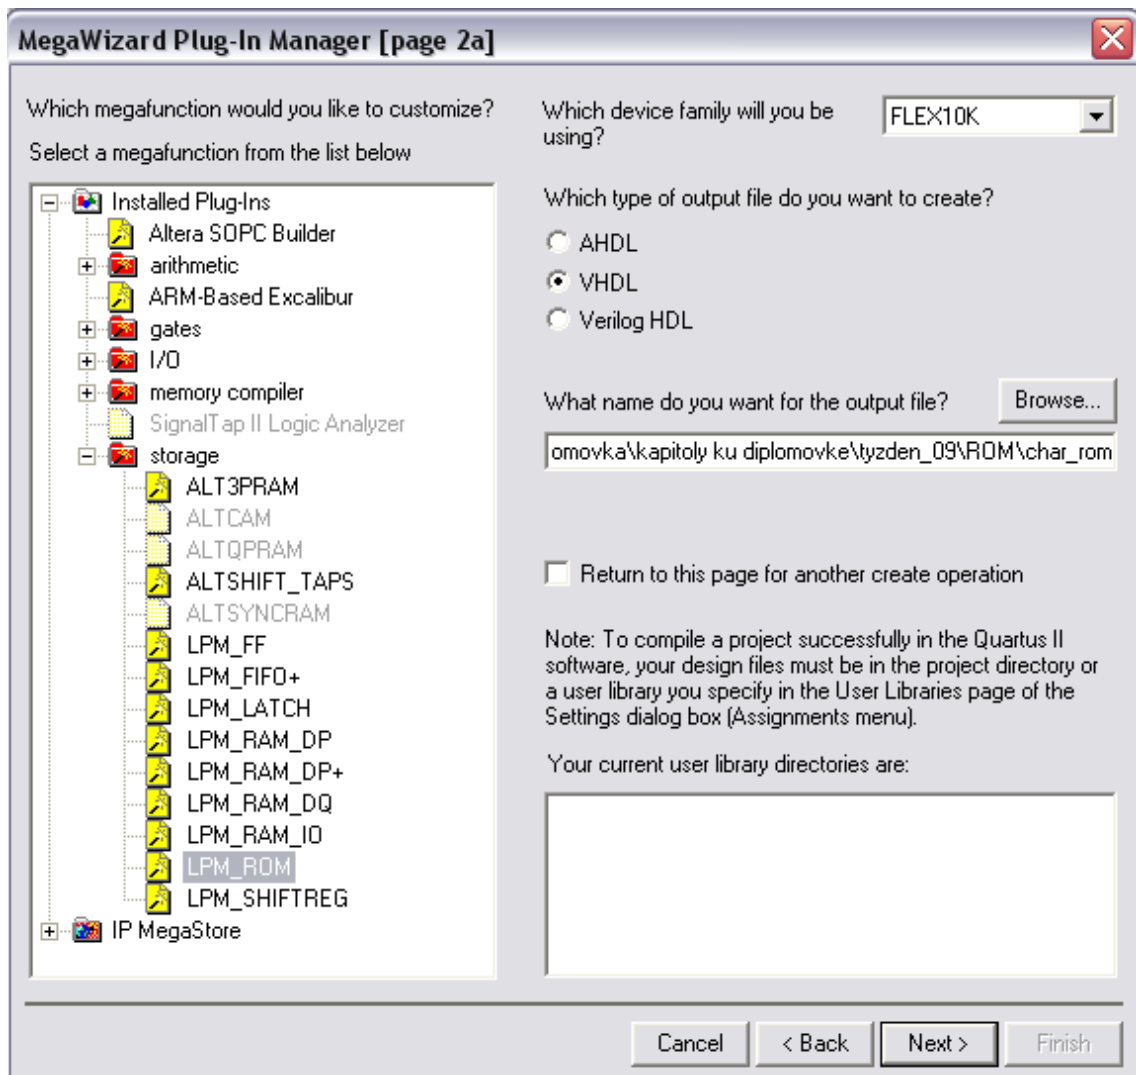 MegaWizard Plug-In Manager [page 2a]
Which megafunction would you like to customize?
Select a megafunction from the list below
Installed Plug-Ins
Altera SOPC Builder
arithmetic
ARM-Based Excalibur
gates
I/O
memory compiler
SignalTap II Logic Analyzer
storage
ALT3PRAM
ALTCAM
ALTQPRAM
ALTSHIFT_TAPS
ALTSYNCRAM
LPM_FF
LPM_FIFO+
LPM_LATCH
LPM_RAM_DP
LPM_RAM_DP+
LPM_RAM_DQ
LPM_RAM_IO
LPM_ROM
LPM_SHIFTREG
IP MegaStore
Which device family will you be
using?
FLEX10K
Which type of output file do you want to create?
AHDL
VHDL
Verilog HDL
What name do you want for the output file?
Browse...
omovka\kapitoly ku diplomovke\tyzden_09\ROM\char_rom
Return to this page for another create operation
Note: To compile a project successfully in the Quartus II
software, your design files must be in the project directory or
a user library you specify in the User Libraries page of the
Settings dialog box (Assignments menu).
Your current user library directories are:
Cancel
< Back
Next >
Finish